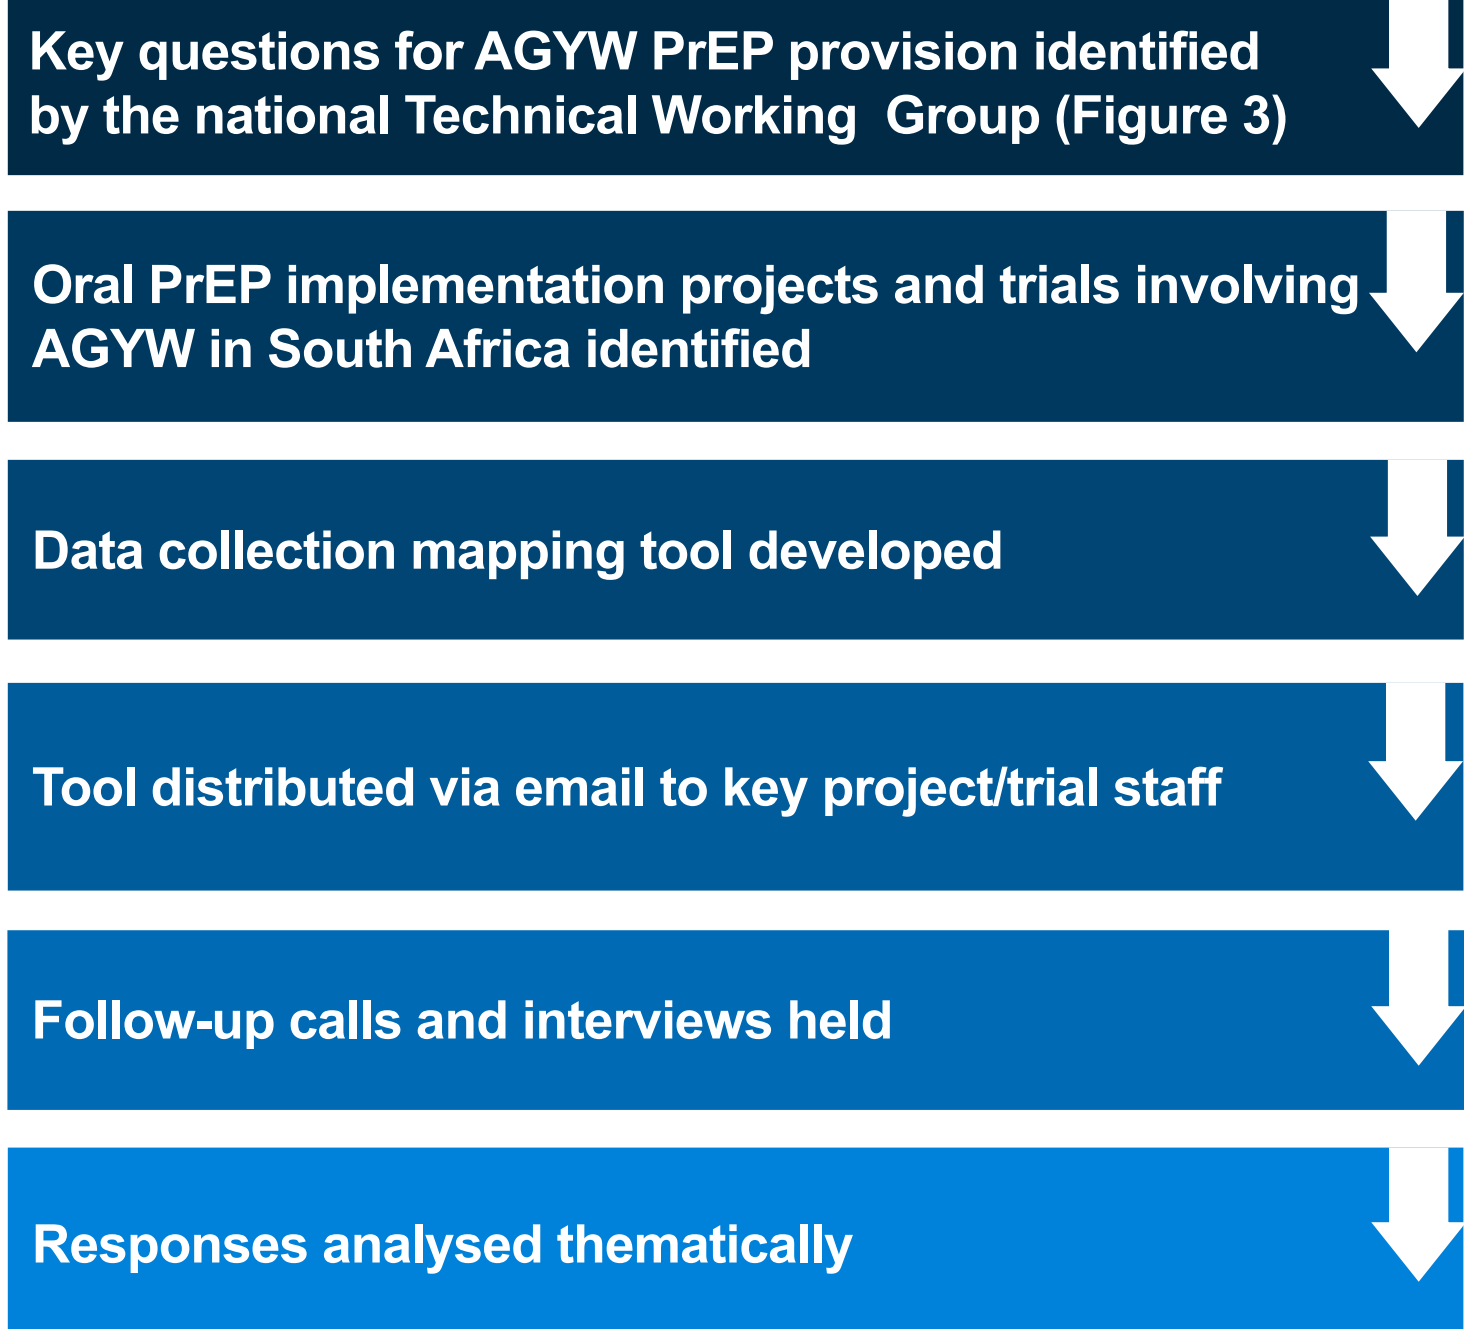 Key questions for AGYW PrEP provision identified
by the national Technical Working Group (Figure 3)
Oral PrEP implementation projects and trials involving
AGYW in South Africa identified
Data collection mapping tool developed
Tool distributed via email to key project/trial staff
Follow-up calls and interviews held
Responses analysed thematically